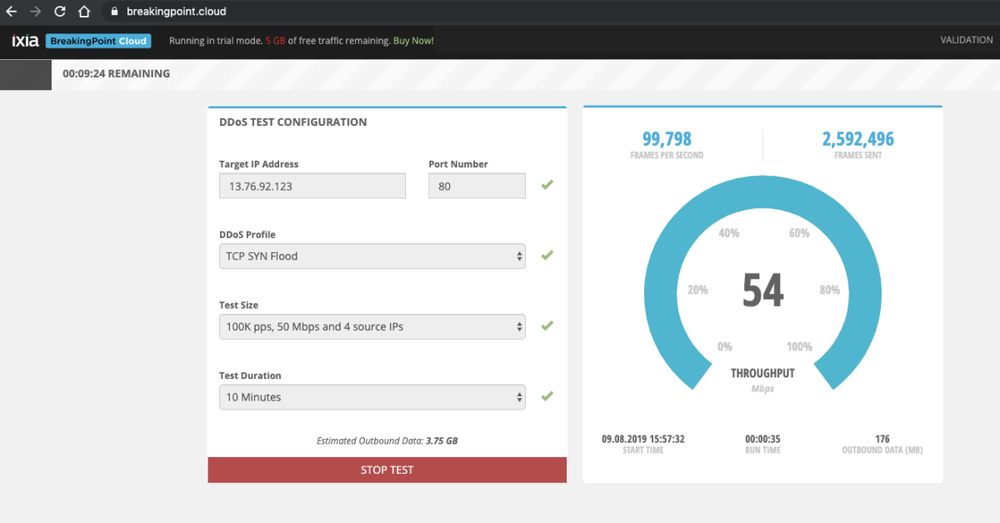 breakingpoint.cloud
ixia BreakingPoint Cloud Running in trial mode. 5 GB of free traffic remaining. Buy Now! VALIDATION
00:09:24 REMAINING
DDoS TEST CONFIGURATION
Target IP Address Port Number
13.76.92.123 80
DDoS Profile
TCP SYN Flood
Test Size
100K pps, 50 Mbps and 4 source IPs
Test Duration
10 Minutes
Estimated Outbound Data: 3.75 GB
STOP TEST
99,798 2,592,496
FRAMES PER SECOND FRAMES SENT
40% 60%
20% 54 80%
0% 100%
THROUGHPUT
Mbps
09.08.2019 15:57:32 00:00:35 176
START TIME RUN TIME OUTBOUND DATA (MB)